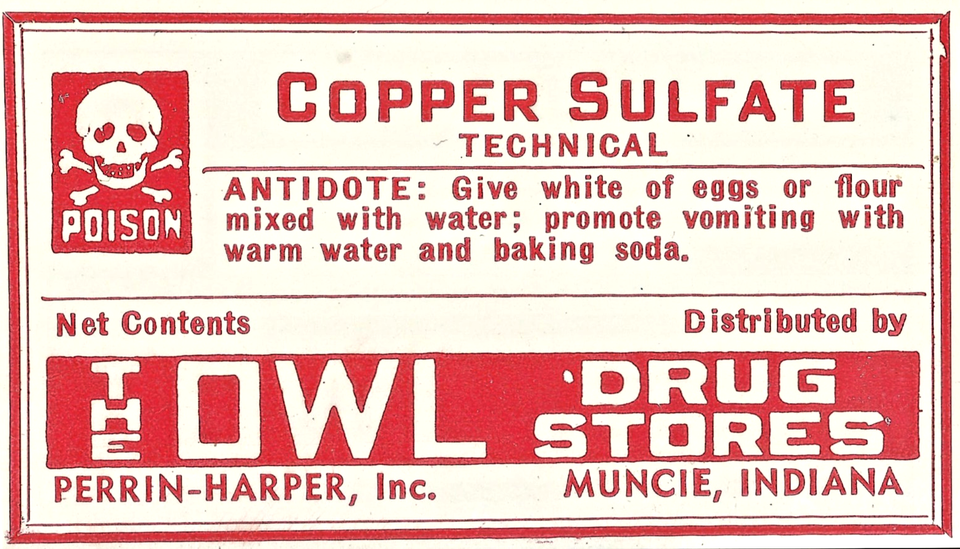 COPPER SULFATE
TECHNICAL
POISON
ANTIDOTE: Give white of eggs or flour
mixed with water; promote vomiting with
warm water and baking soda.
Net Contents
Distributed by
THE OWL DRUG STORES
PERRIN-HARPER, Inc.
MUNCIE, INDIANA